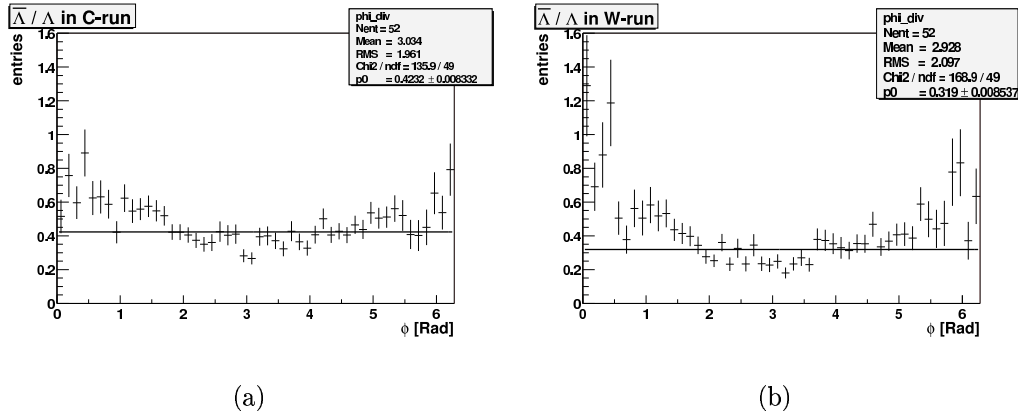 Λ̅ / Λ in C-run
phi_div
Nent = 52
Mean = 3.034
RMS = 1.961
Chi2 / ndf = 135.9 / 49
p0 = 0.4232 ± 0.008332
entries
1.6
1.4
1.2
1
0.8
0.6
0.4
0.2
0
0 1 2 3 4 5 6
ϕ [Rad]
(a)
Λ̅ / Λ in W-run
phi_div
Nent = 52
Mean = 2.928
RMS = 2.097
Chi2 / ndf = 168.9 / 49
p0 = 0.319 ± 0.008537
entries
1.6
1.4
1.2
1
0.8
0.6
0.4
0.2
0
0 1 2 3 4 5 6
ϕ [Rad]
(b)